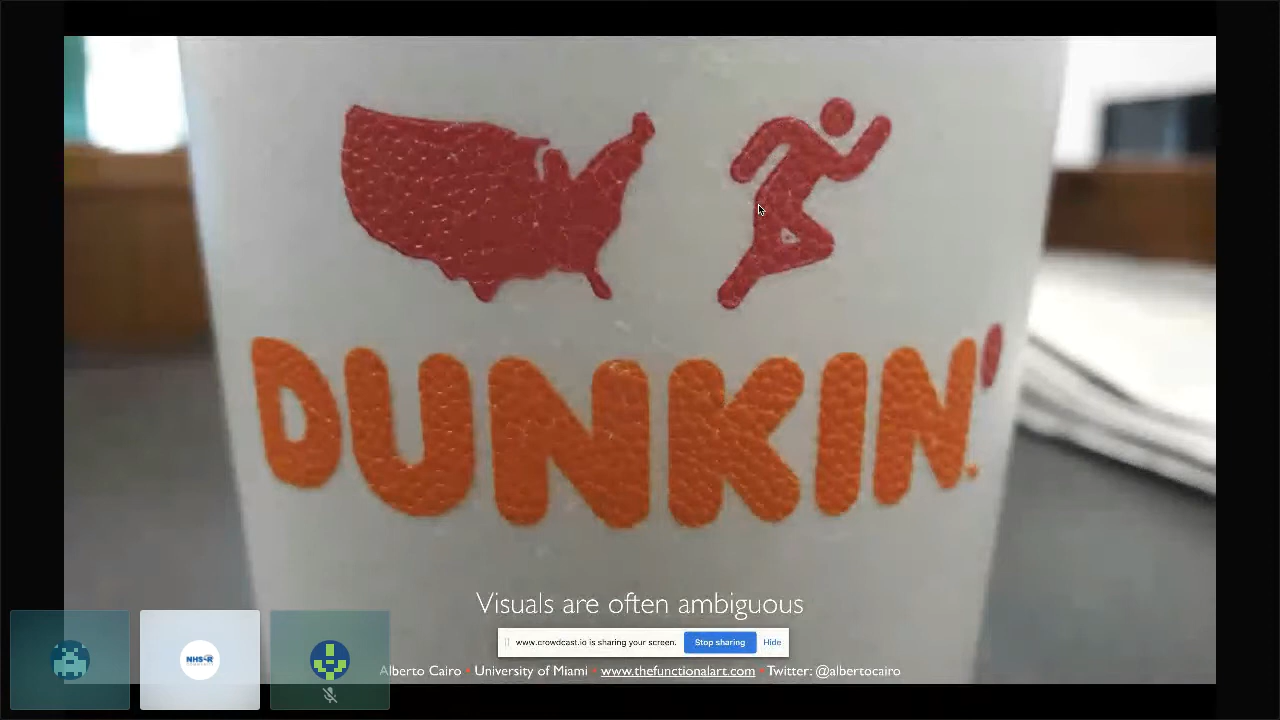 DUNKIN'
Visuals are often ambiguous
www.crowdcast.io is sharing your screen. Stop sharing Hide
NHS-R
Alberto Cairo • University of Miami • www.thefunctionalart.com • Twitter: @albertocairo